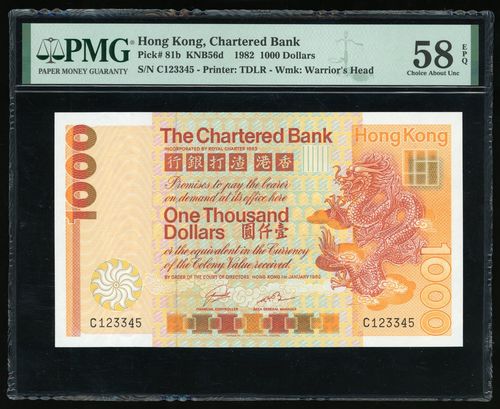 PMG
PAPER MONEY GUARANTY
Hong Kong, Chartered Bank
Pick# 81b KNB56d 1982 1000 Dollars
S/N C123345 - Printer: TDLR - Wmk: Warrior's Head
58 EPQ
Choice About Unc
1000
The Chartered Bank
INCORPORATED BY ROYAL CHARTER 1853
行銀打渣港香
Promises to pay the bearer
on demand at its office here
One Thousand
Dollars 圓仟壹
or the equivalent in the Currency
of the Colony Value received.
BY ORDER OF THE COURT OF DIRECTORS HONG KONG 1st JANUARY 1982
Hong Kong
1000
C123345
C123345